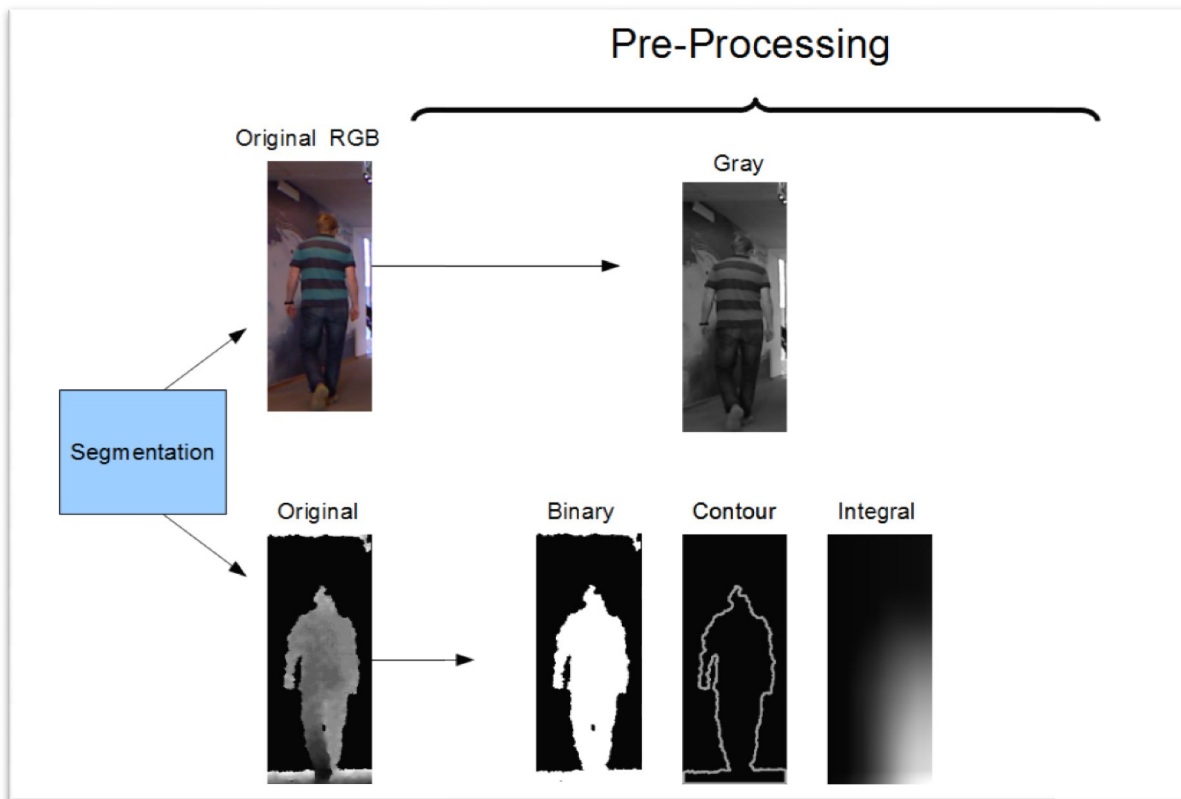 Pre-Processing
Original RGB
Gray
Segmentation
Original
Binary
Contour
Integral